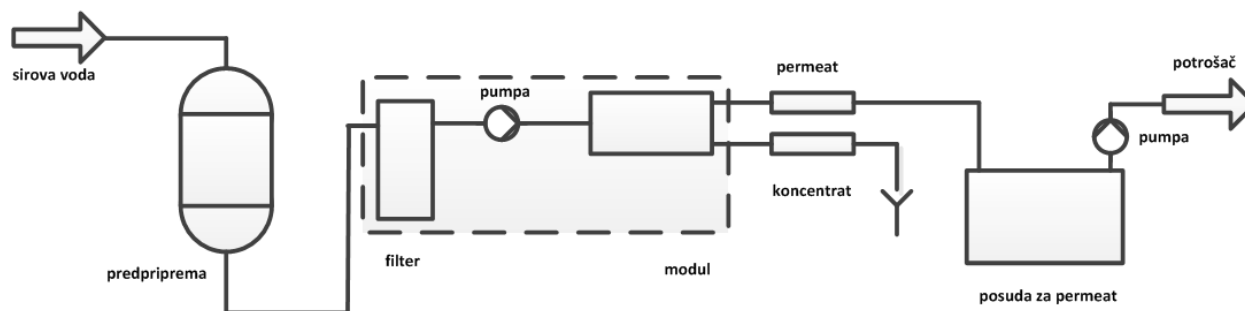 sirova voda
predpriprema
filter
pumpa
modul
permeat
koncentrat
potrošač
pumpa
posuda za permeat